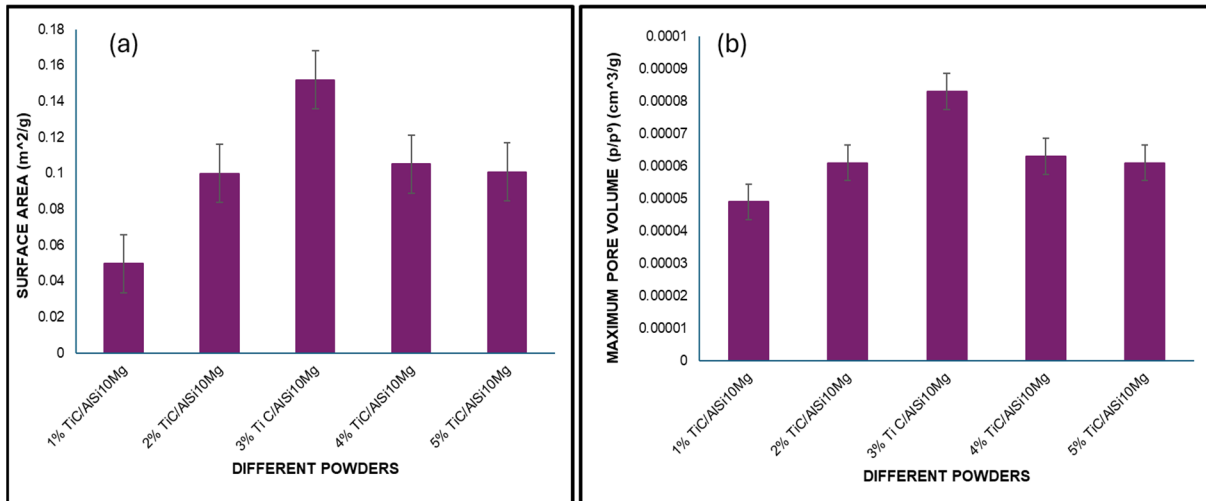 (a)
SURFACE AREA (m^2/g)
0.18
0.16
0.14
0.12
0.1
0.08
0.06
0.04
0.02
0
1% TiC/AlSi10Mg
2% TiC/AlSi10Mg
3% Ti C/AlSi10Mg
4% TiC/AlSi10Mg
5% TiC/AlSi10Mg
DIFFERENT POWDERS
(b)
MAXIMUM PORE VOLUME (p/p°) (cm^3/g)
0.0001
0.00009
0.00008
0.00007
0.00006
0.00005
0.00004
0.00003
0.00002
0.00001
0
1% TiC/AlSi10Mg
2% TiC/AlSi10Mg
3% Ti C/AlSi10Mg
4% TiC/AlSi10Mg
5% TiC/AlSi10Mg
DIFFERENT POWDERS